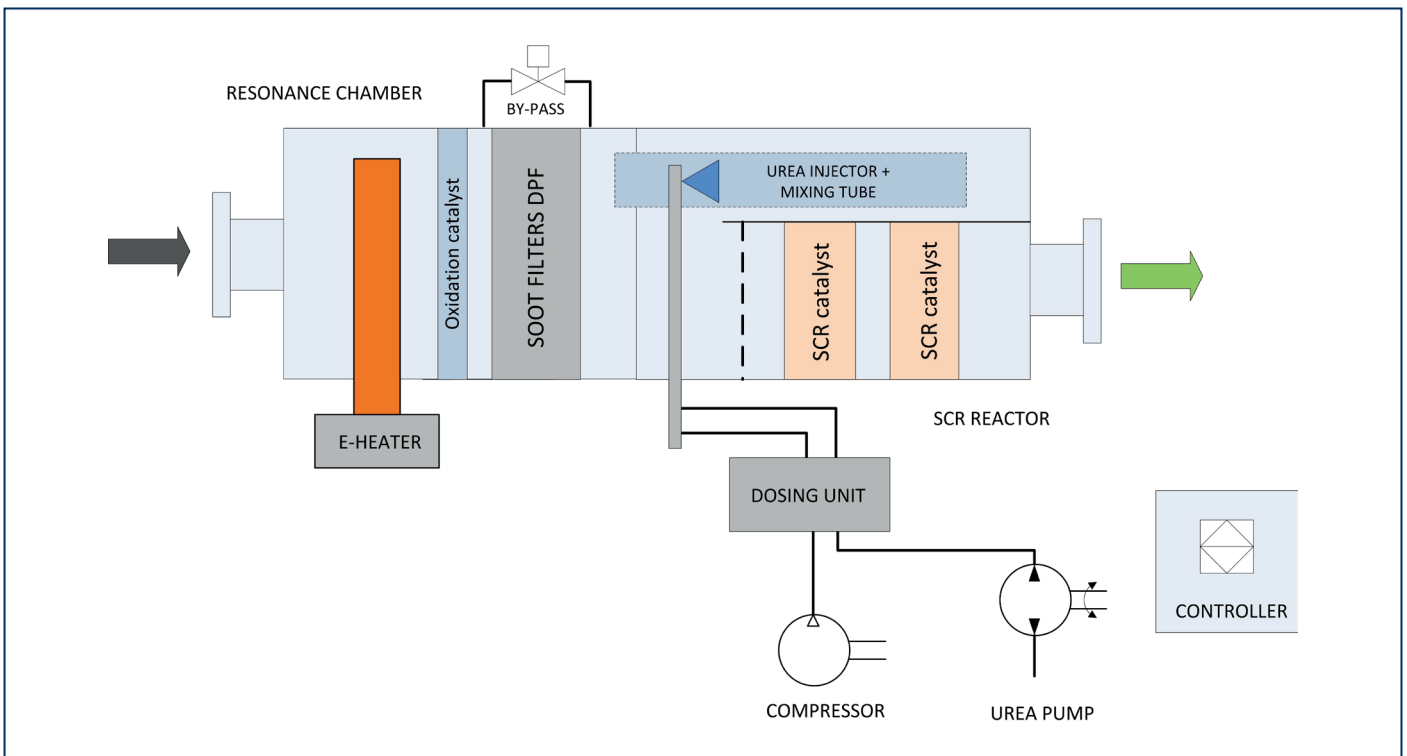 RESONANCE CHAMBER
BY-PASS
Oxidation catalyst
SOOT FILTERS DPF
UREA INJECTOR +
MIXING TUBE
SCR catalyst
SCR catalyst
E-HEATER
SCR REACTOR
DOSING UNIT
CONTROLLER
COMPRESSOR
UREA PUMP